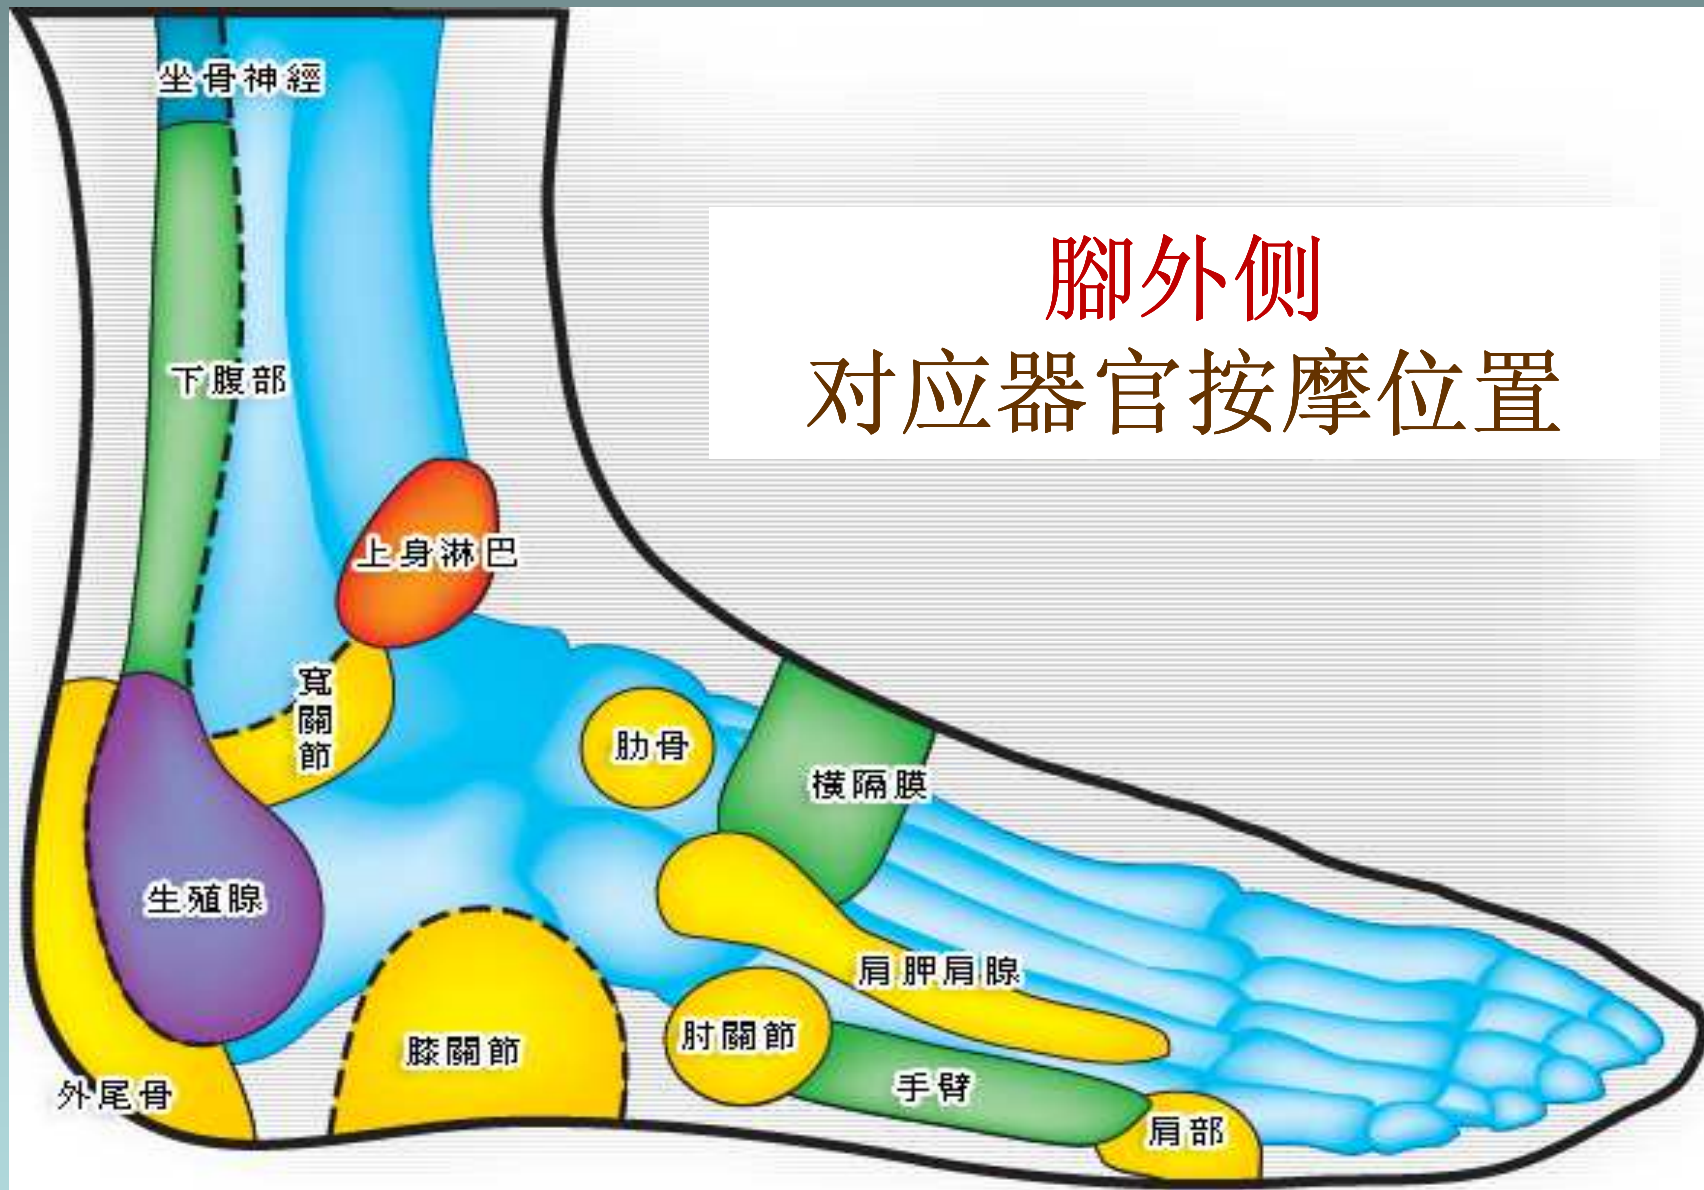 坐骨神經
腳外侧
对应器官按摩位置
下腹部
上身淋巴
寬關節
肋骨
橫隔膜
生殖腺
肩胛肩腺
膝關節
肘關節
手臂
外尾骨
肩部